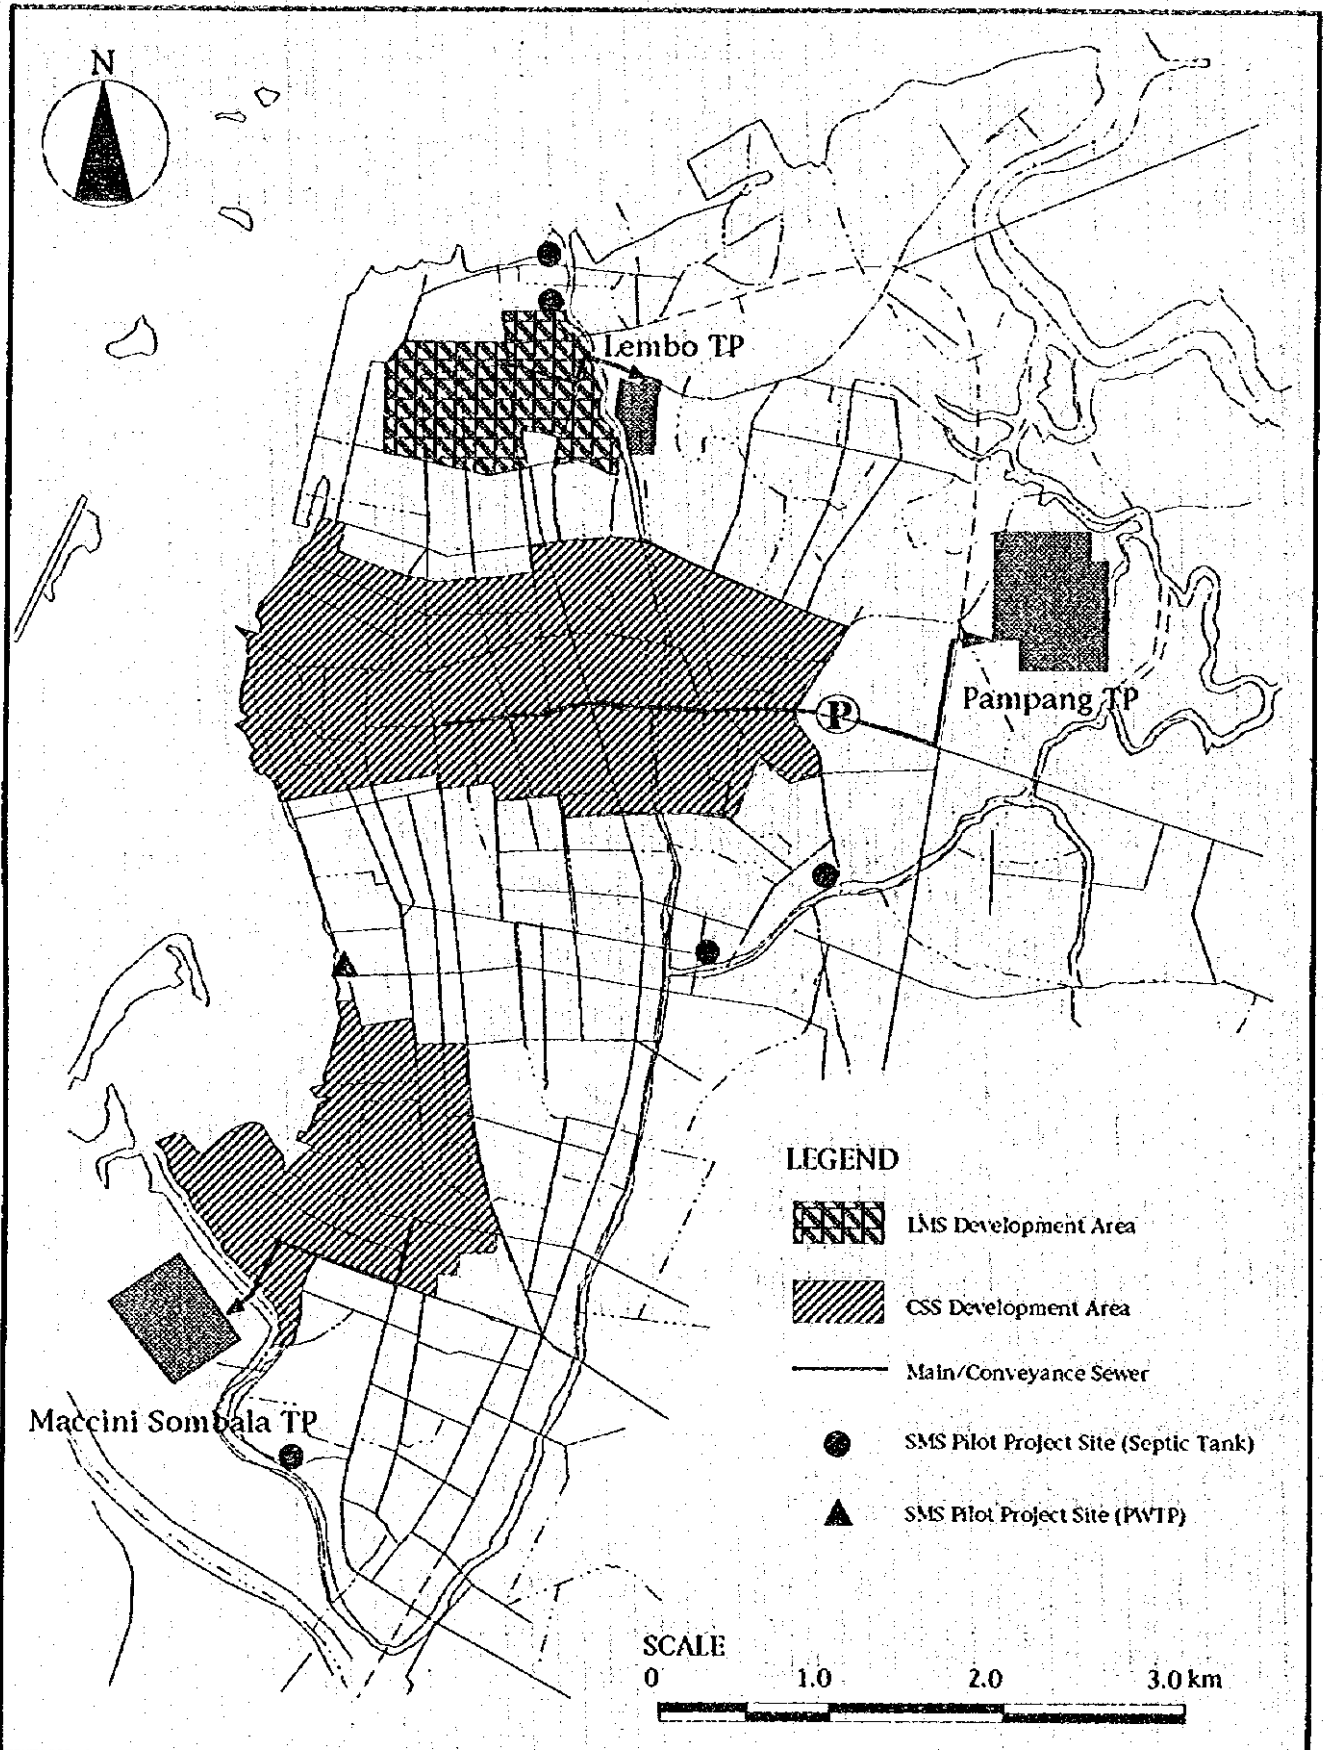 N
Lembo TP
Pampang TP
P
LEGEND
LMS Development Area
CSS Development Area
Main/Conveyance Sewer
Maccini Sombala TP
SMS Pilot Project Site (Septic Tank)
SMS Pilot Project Site (PWTP)
SCALE
0 1.0 2.0 3.0 km